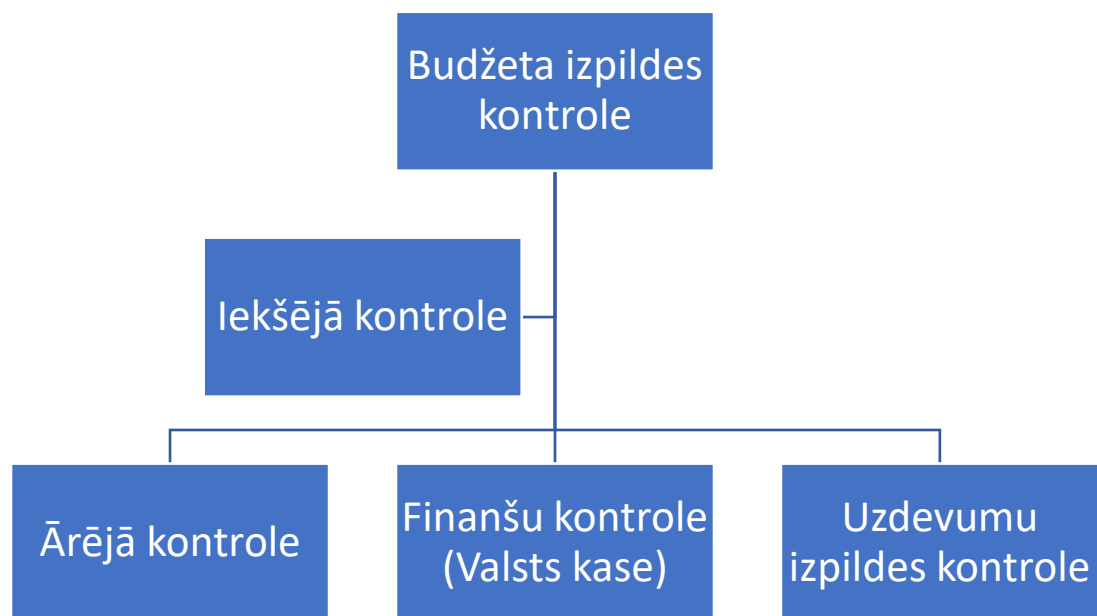 Budžeta izpildes
kontrole
Iekšējā kontrole
Ārējā kontrole
Finanšu kontrole
(Valsts kase)
Uzdevumu
izpildes kontrole